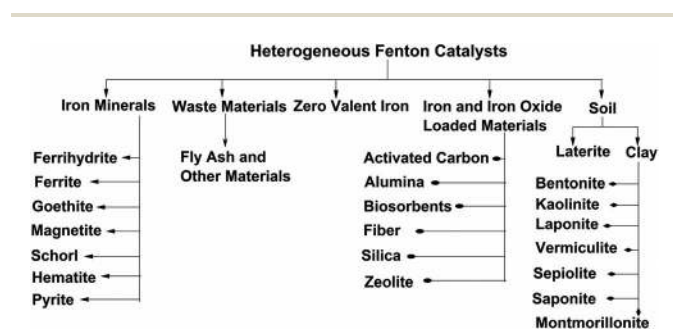 Heterogeneous Fenton Catalysts
Iron Minerals
Waste Materials
Zero Valent Iron
Iron and Iron Oxide
Loaded Materials
Soil
Ferrihydrite
Ferrite
Goethite
Magnetite
Schorl
Hematite
Pyrite
Fly Ash and
Other Materials
Activated Carbon
Alumina
Biosorbents
Fiber
Silica
Zeolite
Laterite
Clay
Bentonite
Kaolinite
Laponite
Vermiculite
Sepiolite
Saponite
Montmorillonite